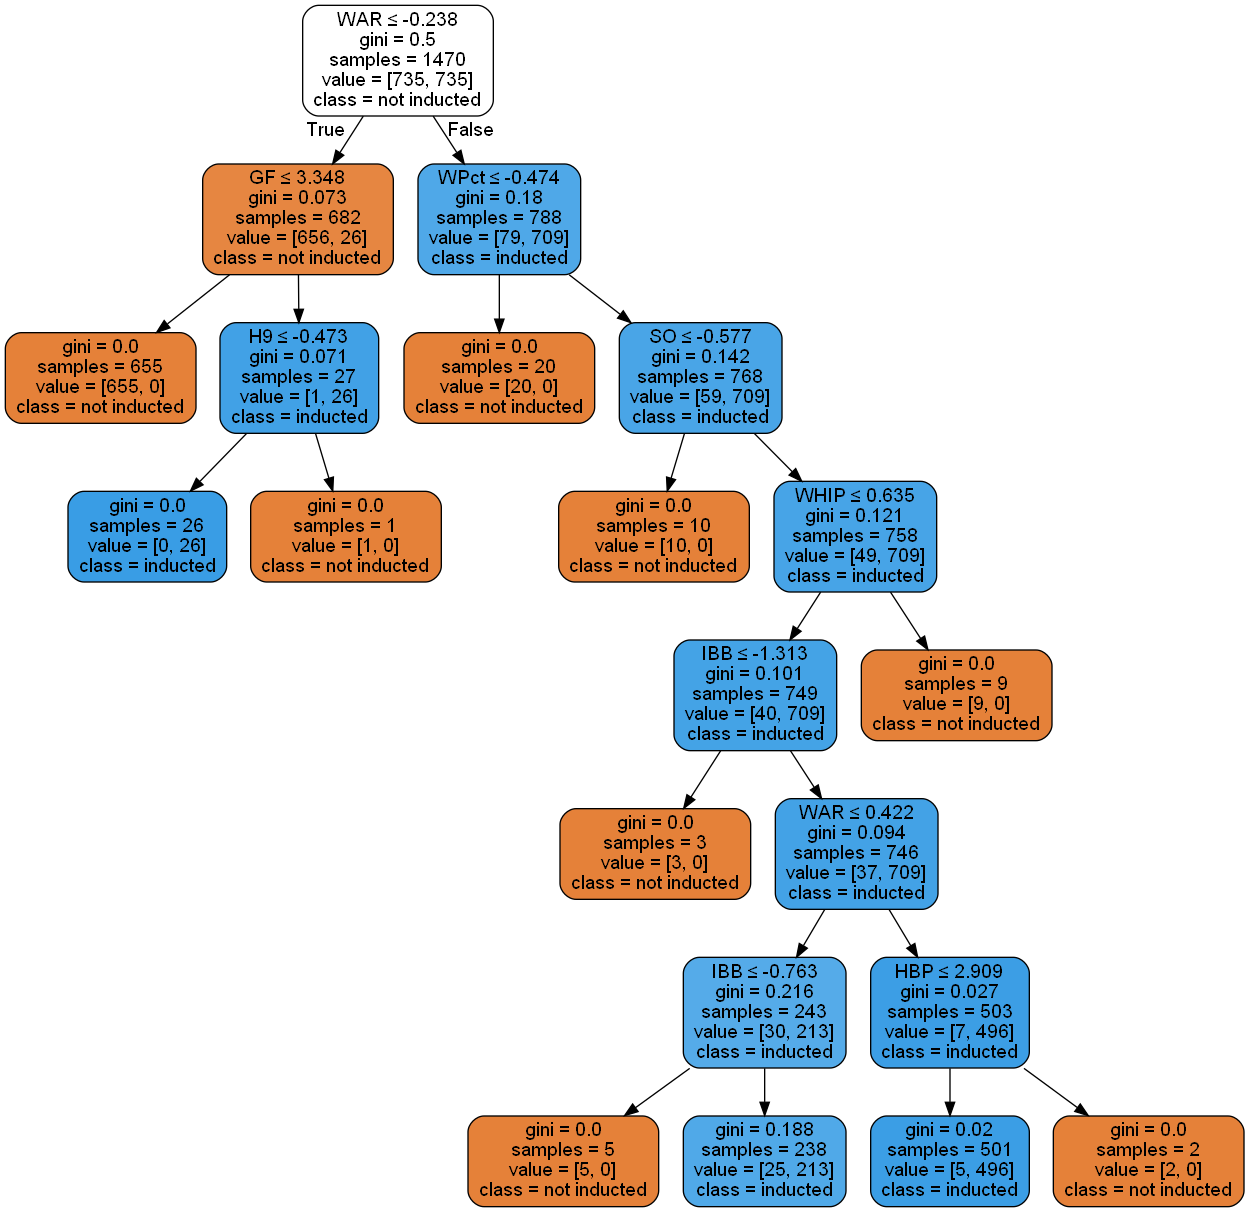 WAR ≤ -0.238
gini = 0.5
samples = 1470
value = [735, 735]
class = not inducted
True
False
GF ≤ 3.348
gini = 0.073
samples = 682
value = [656, 26]
class = not inducted
WPct ≤ -0.474
gini = 0.18
samples = 788
value = [79, 709]
class = inducted
gini = 0.0
samples = 655
value = [655, 0]
class = not inducted
H9 ≤ -0.473
gini = 0.071
samples = 27
value = [1, 26]
class = inducted
gini = 0.0
samples = 20
value = [20, 0]
class = not inducted
SO ≤ -0.577
gini = 0.142
samples = 768
value = [59, 709]
class = inducted
gini = 0.0
samples = 26
value = [0, 26]
class = inducted
gini = 0.0
samples = 1
value = [1, 0]
class = not inducted
gini = 0.0
samples = 10
value = [10, 0]
class = not inducted
WHIP ≤ 0.635
gini = 0.121
samples = 758
value = [49, 709]
class = inducted
IBB ≤ -1.313
gini = 0.101
samples = 749
value = [40, 709]
class = inducted
gini = 0.0
samples = 9
value = [9, 0]
class = not inducted
gini = 0.0
samples = 3
value = [3, 0]
class = not inducted
WAR ≤ 0.422
gini = 0.094
samples = 746
value = [37, 709]
class = inducted
IBB ≤ -0.763
gini = 0.216
samples = 243
value = [30, 213]
class = inducted
HBP ≤ 2.909
gini = 0.027
samples = 503
value = [7, 496]
class = inducted
gini = 0.0
samples = 5
value = [5, 0]
class = not inducted
gini = 0.188
samples = 238
value = [25, 213]
class = inducted
gini = 0.02
samples = 501
value = [5, 496]
class = inducted
gini = 0.0
samples = 2
value = [2, 0]
class = not inducted